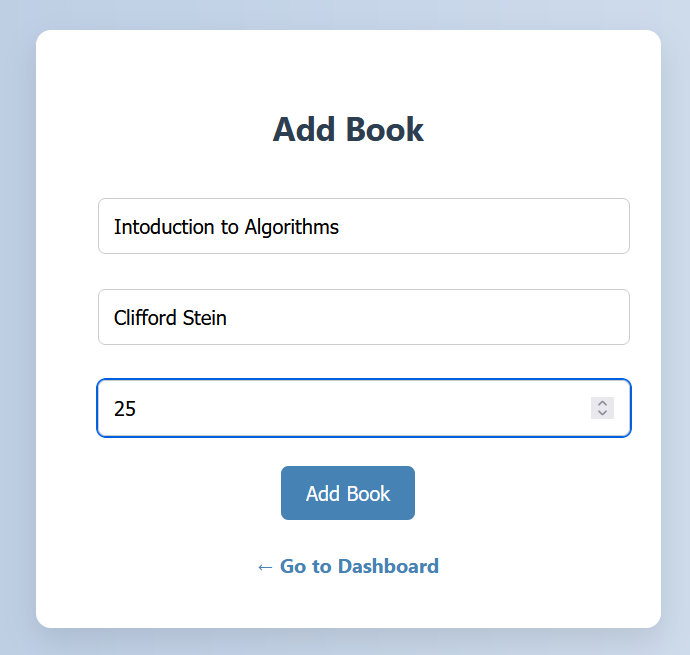 Add Book
Intoduction to Algorithms
Clifford Stein
25
Add Book
← Go to Dashboard